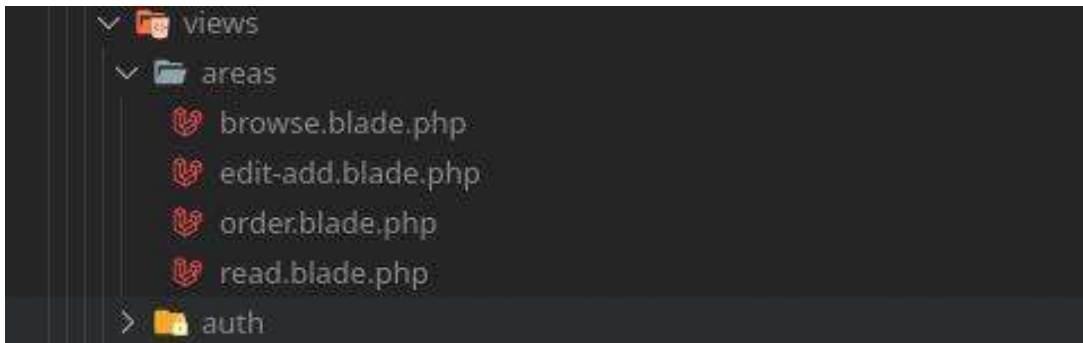 views
areas
browse.blade.php
edit-add.blade.php
order.blade.php
read.blade.php
auth